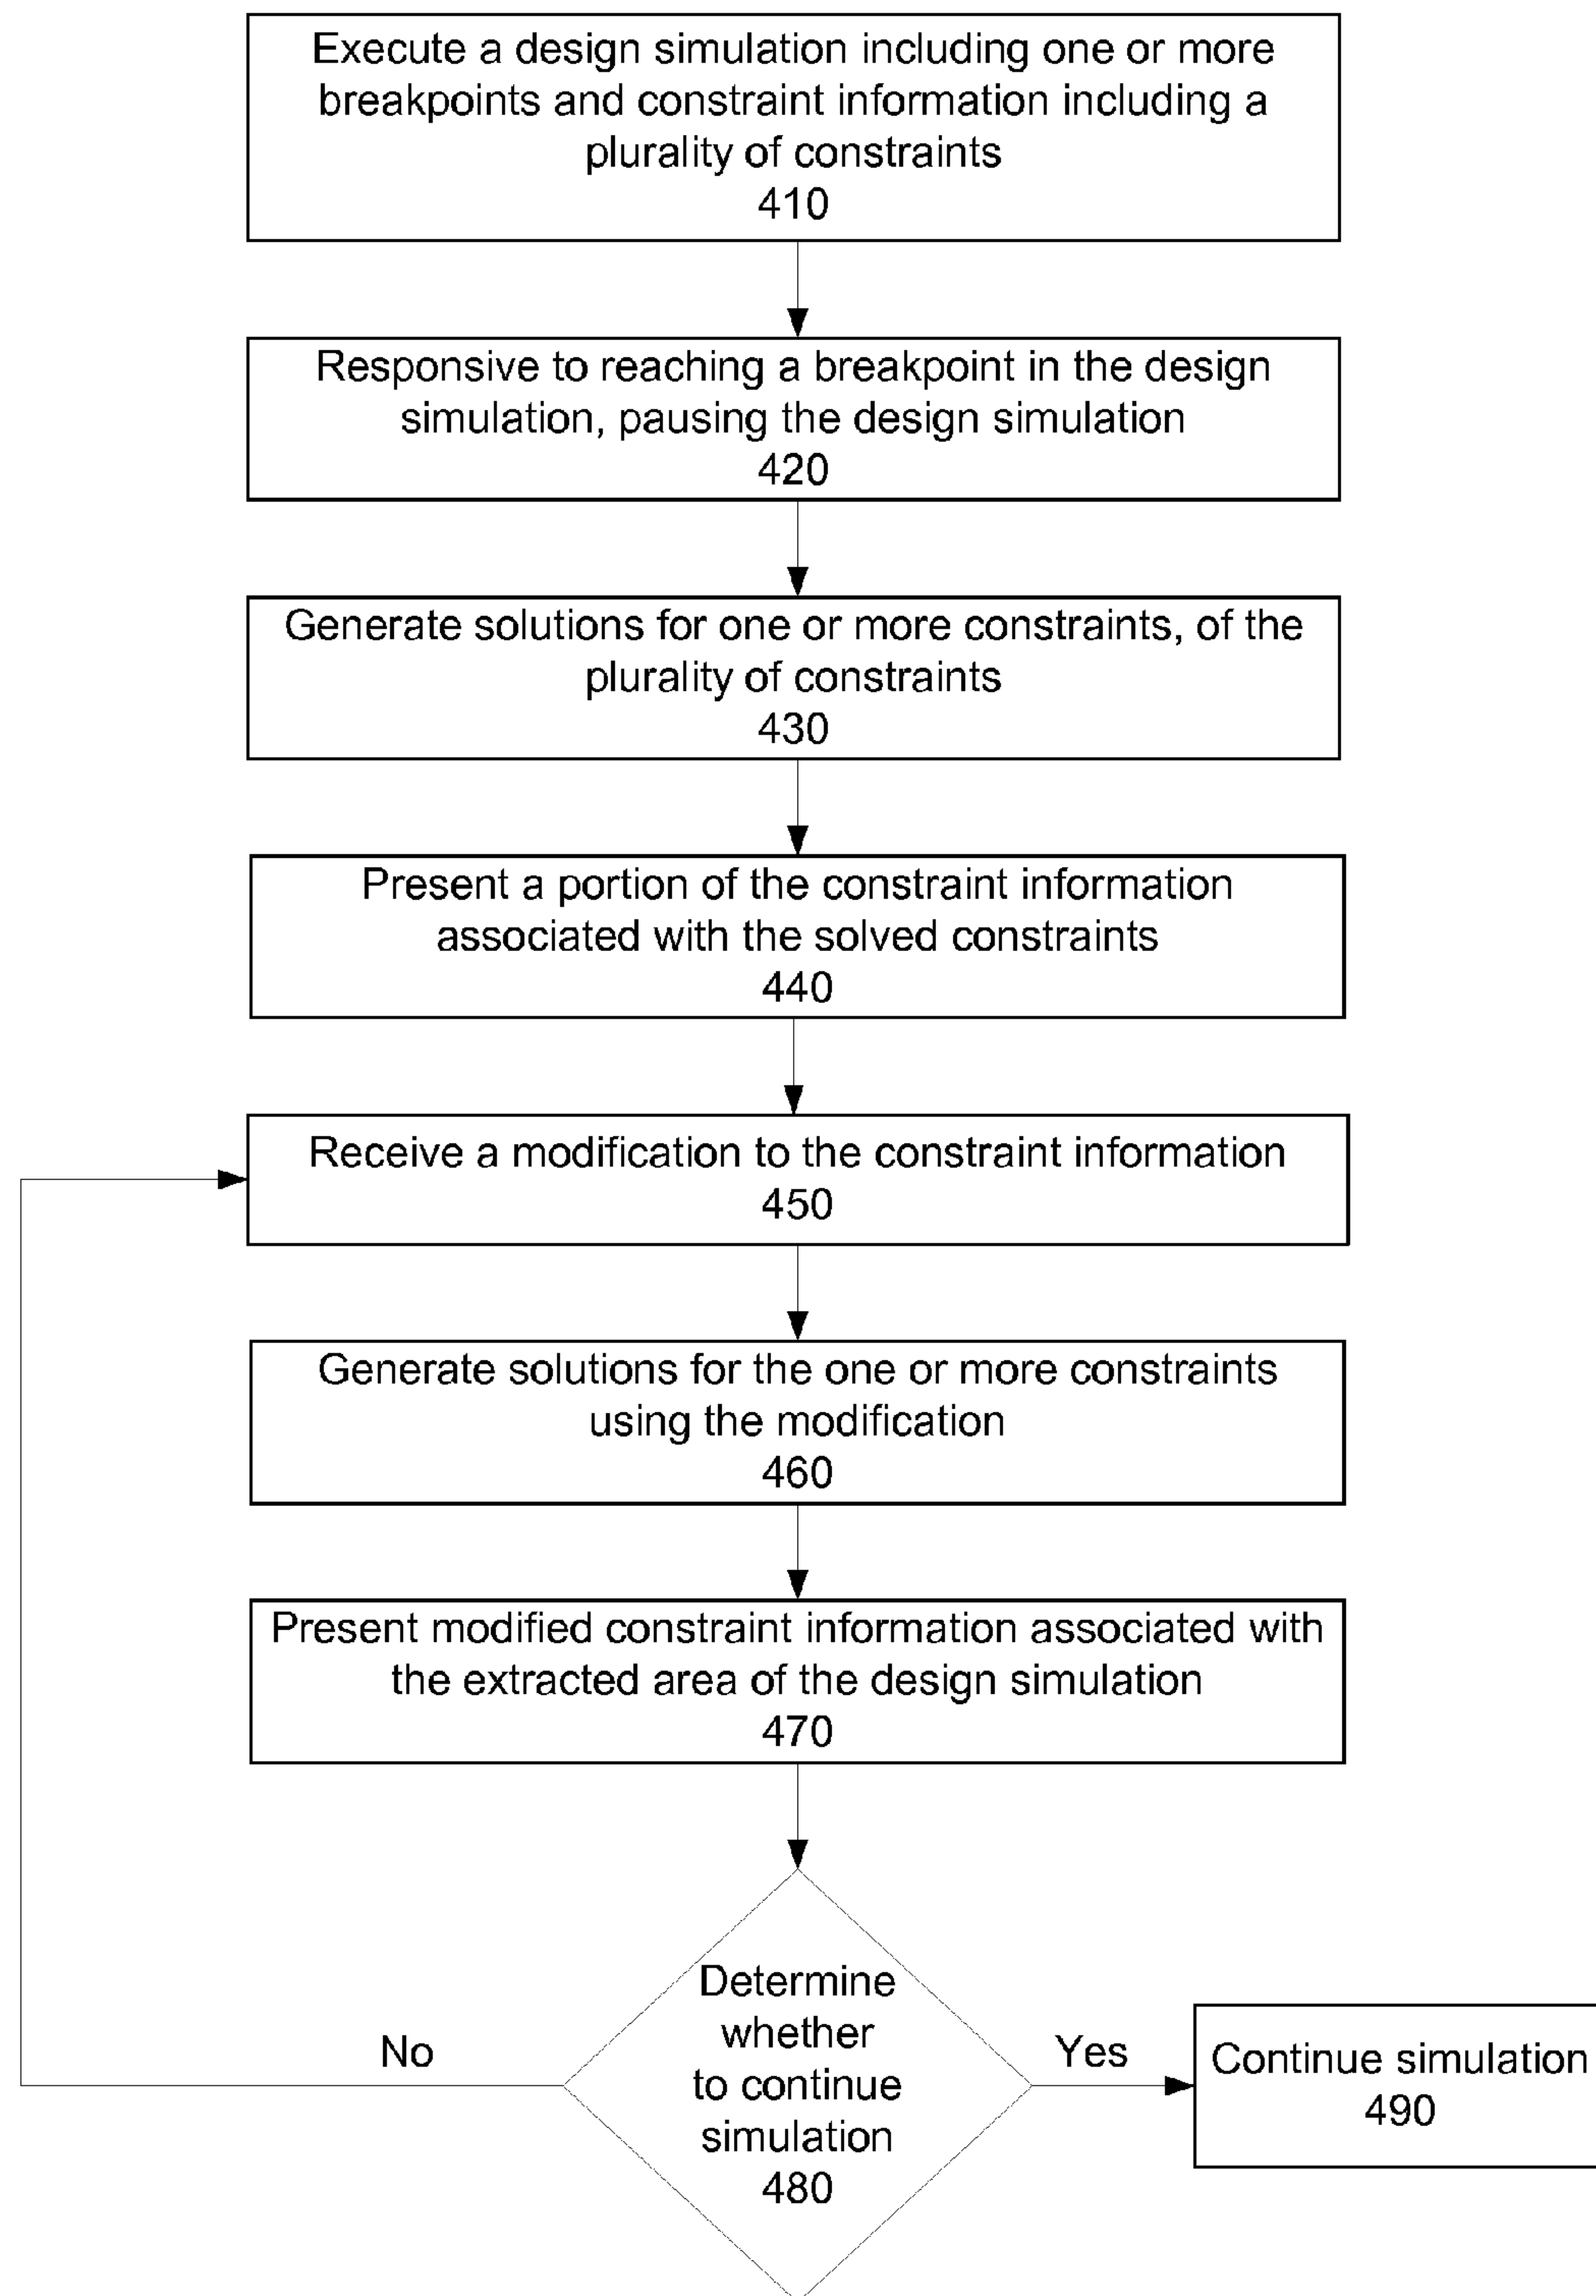 Execute a design simulation including one or more
breakpoints and constraint information including a
plurality of constraints
410
Responsive to reaching a breakpoint in the design
simulation, pausing the design simulation
420
Generate solutions for one or more constraints, of the
plurality of constraints
430
Present a portion of the constraint information
associated with the solved constraints
440
Receive a modification to the constraint information
450
Generate solutions for the one or more constraints
using the modification
460
Present modified constraint information associated with
the extracted area of the design simulation
470
Determine
whether
to continue
simulation
480
No
Yes
Continue simulation
490